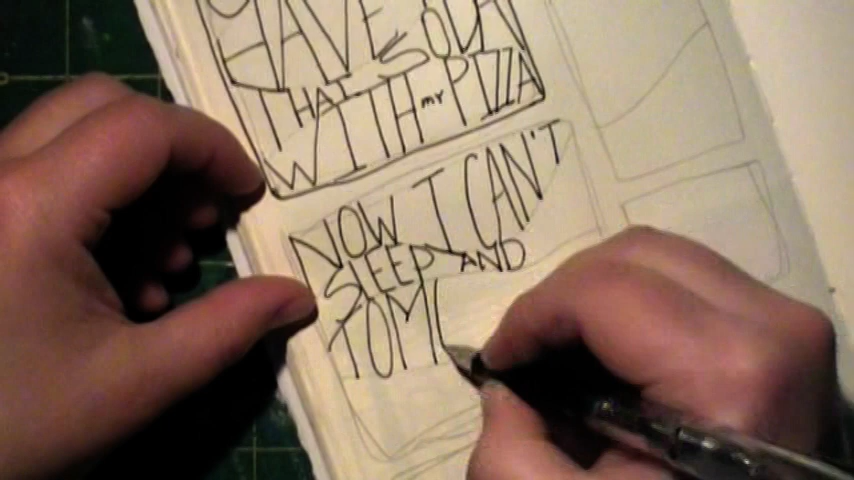 HAVE SODA
THAT
WITH my PIZZA
NOW I CAN'T
SLEEP AND
TOM